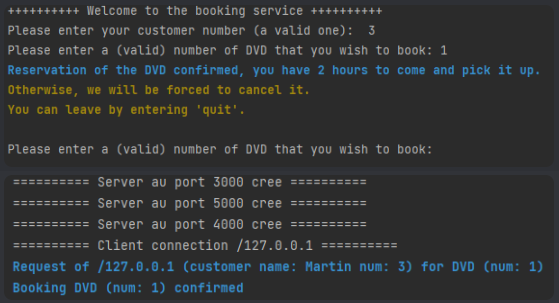 ++++++++++ Welcome to the booking service ++++++++++
Please enter your customer number (a valid one):  3
Please enter a (valid) number of DVD that you wish to book: 1
Reservation of the DVD confirmed, you have 2 hours to come and pick it up.
Otherwise, we will be forced to cancel it.
You can leave by entering 'quit'.
Please enter a (valid) number of DVD that you wish to book:
========== Server au port 3000 cree ==========
========== Server au port 5000 cree ==========
========== Server au port 4000 cree ==========
========== Client connection /127.0.0.1 ==========
Request of /127.0.0.1 (customer name: Martin num: 3) for DVD (num: 1)
Booking DVD (num: 1) confirmed